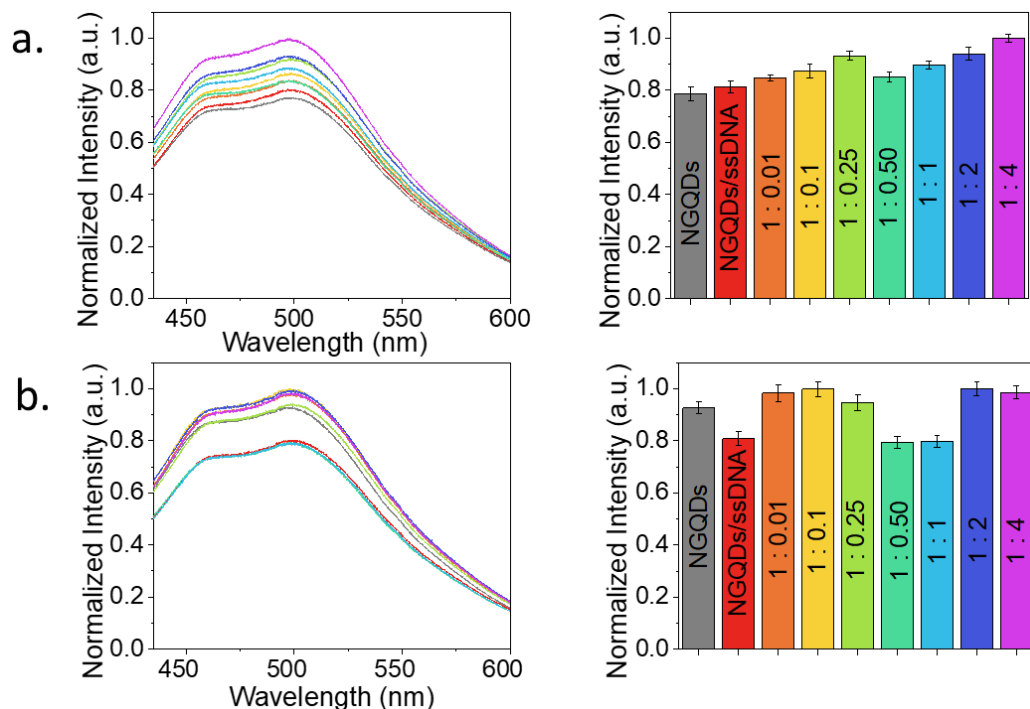 a.
Normalized Intensity (a.u.)
1.0
0.8
0.6
0.4
0.2
0.0
450
500
550
600
Wavelength (nm)
Normalized Intensity (a.u.)
1.0
0.8
0.6
0.4
0.2
0.0
NGQDs
NGQDs/ssDNA
1 : 0.01
1 : 0.1
1 : 0.25
1 : 0.50
1 : 1
1 : 2
1 : 4
b.
Normalized Intensity (a.u.)
1.0
0.8
0.6
0.4
0.2
0.0
450
500
550
600
Wavelength (nm)
Normalized Intensity (a.u.)
1.0
0.8
0.6
0.4
0.2
0.0
NGQDs
NGQDs/ssDNA
1 : 0.01
1 : 0.1
1 : 0.25
1 : 0.50
1 : 1
1 : 2
1 : 4